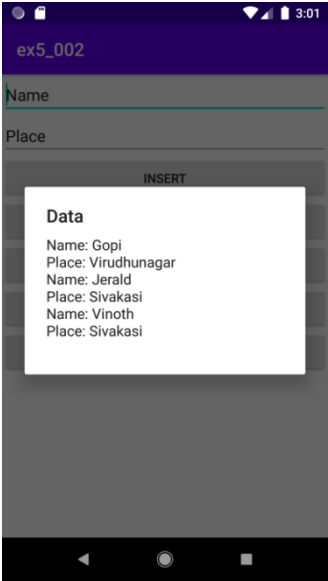 3:01
ex5_002
Name
Place
INSERT
Data
Name: Gopi
Place: Virudhunagar
Name: Jerald
Place: Sivakasi
Name: Vinoth
Place: Sivakasi